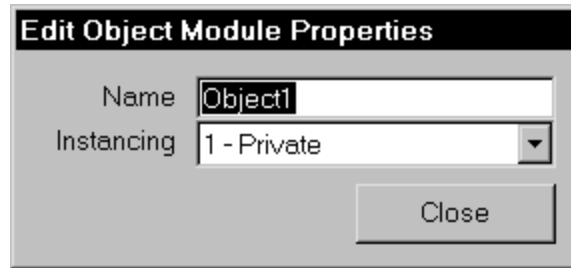 Edit Object Module Properties
Name Object1
Instancing 1 - Private
Close